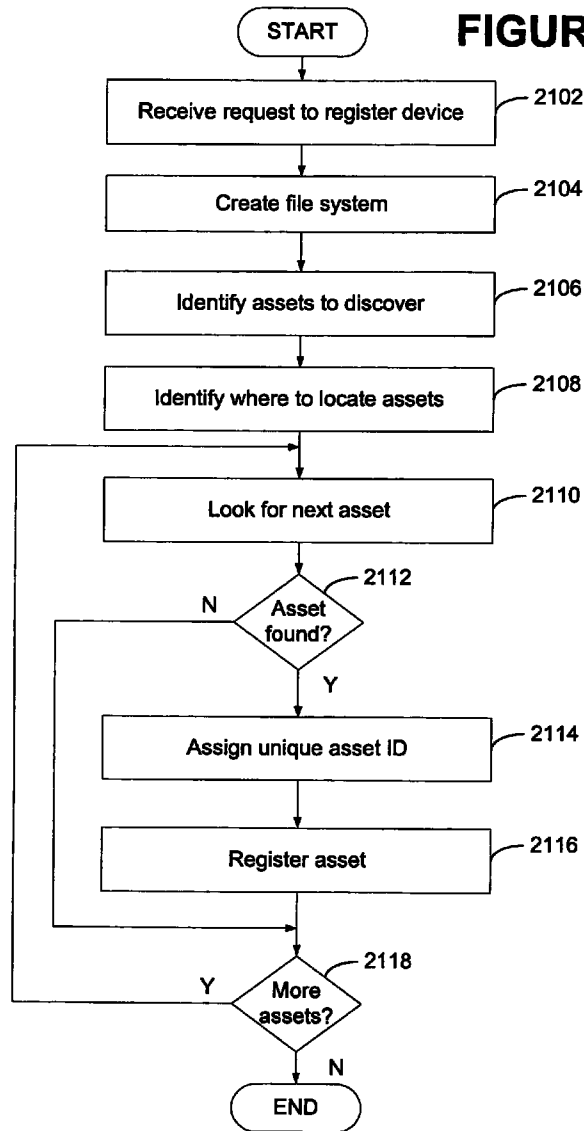 START
FIGUR
Receive request to register device
2102
Create file system
2104
Identify assets to discover
2106
Identify where to locate assets
2108
Look for next asset
2110
2112
N
Asset
found?
Y
Assign unique asset ID
2114
Register asset
2116
2118
Y
More
assets?
N
END